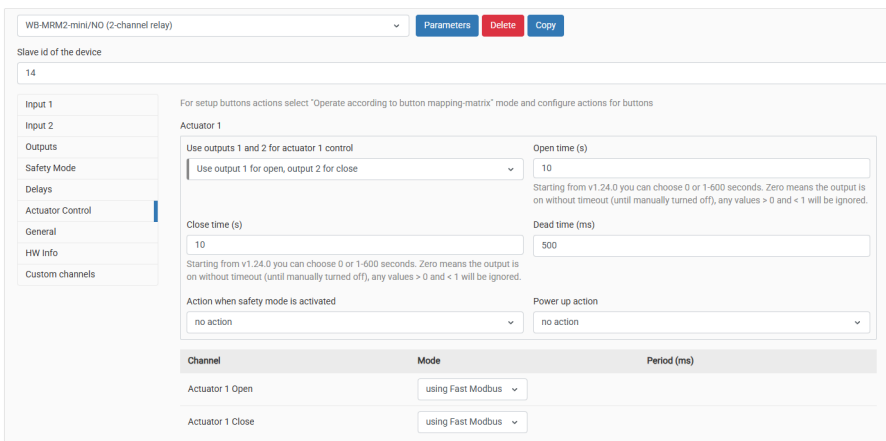 WB-MRM2-mini/NO (2-channel relay)
Parameters
Delete
Copy
Slave id of the device
14
Input 1
Input 2
Outputs
Safety Mode
Delays
Actuator Control
General
HW Info
Custom channels
For setup buttons actions select "Operate according to button mapping-matrix" mode and configure actions for buttons
Actuator 1
Use outputs 1 and 2 for actuator 1 control
Use output 1 for open, output 2 for close
Open time (s)
10
Starting from v1.24.0 you can choose 0 or 1-600 seconds. Zero means the output is
on without timeout (until manually turned off), any values > 0 and < 1 will be ignored.
Close time (s)
10
Starting from v1.24.0 you can choose 0 or 1-600 seconds. Zero means the output is
on without timeout (until manually turned off), any values > 0 and < 1 will be ignored.
Dead time (ms)
500
Action when safety mode is activated
no action
Power up action
no action
Channel Mode Period (ms)
Actuator 1 Open using Fast Modbus
Actuator 1 Close using Fast Modbus